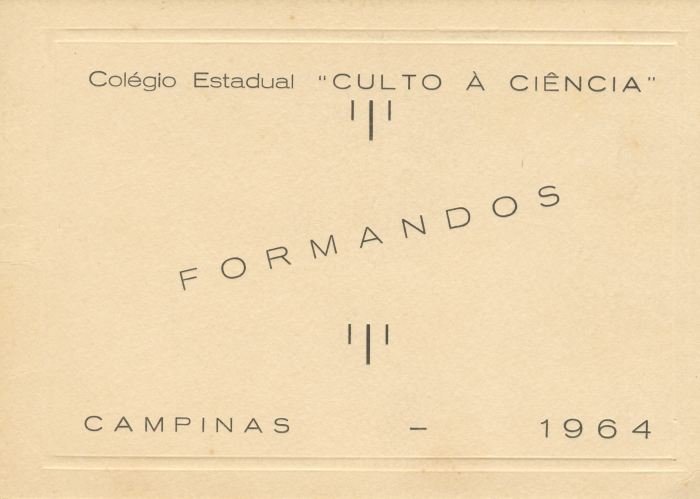 Colégio Estadual "CULTO À CIÊNCIA"
FORMANDOS
CAMPINAS – 1964